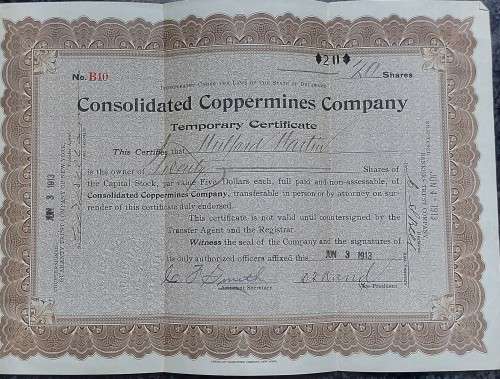 ♦20♦
No. B10
20 Shares
Incorporated Under the Laws of the State of Delaware
Consolidated Coppermines Company
Temporary Certificate
This Certifies that
is the owner of Twenty Shares of
the Capital Stock, par value Five Dollars each, full paid and non-assessable, of
Consolidated Coppermines Company, transferable in person or by attorney on sur-
render of this certificate duly endorsed.
This certificate is not valid until countersigned by the
Transfer Agent and the Registrar.
Witness the seal of the Company and the signatures of
its duly authorized officers affixed this JUN 3 1913
Assistant Secretary
Vice-President
JUN 3 1913
JUN 3 1913